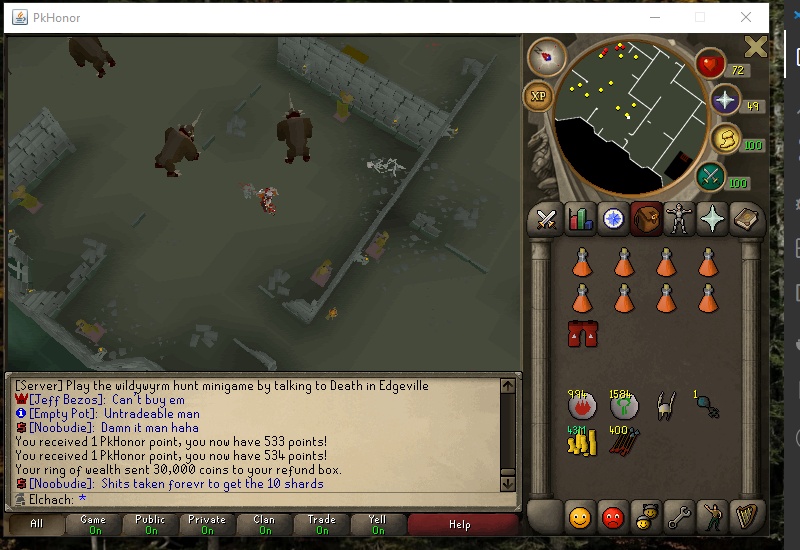 PkHonor
72
XP
49
100
100
994
1584
1
43M
400
[Server] Play the wildywyrm hunt minigame by talking to Death in Edgeville
[Jeff Bezos]: Can't buy em
[Empty Pot]: Untradeable man
[Noobudie]: Damn it man haha
You received 1 PkHonor point, you now have 533 points!
You received 1 PkHonor point, you now have 534 points!
Your ring of wealth sent 30,000 coins to your refund box.
[Noobudie]: Shits taken forevr to get the 10 shards
Elchach: *
All
Game
On
Public
On
Private
On
Clan
On
Trade
On
Yell
On
Help